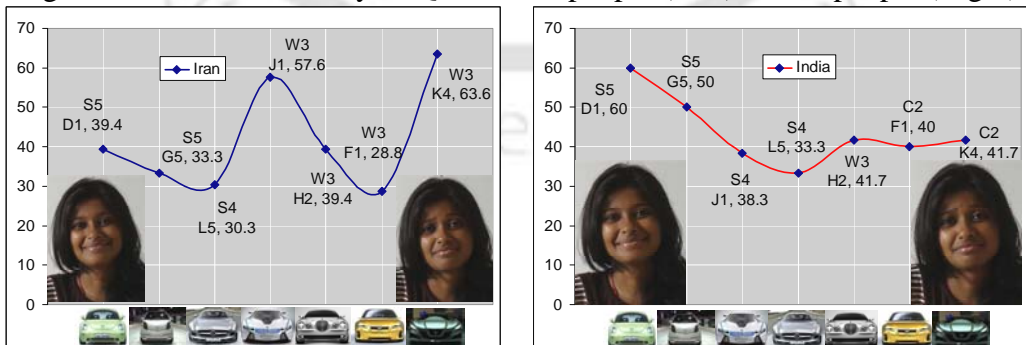 70
60
50
40
30
20
10
0
Iran
S5
D1, 39.4
S5
G5, 33.3
S4
L5, 30.3
W3
J1, 57.6
W3
H2, 39.4
W3
F1, 28.8
W3
K4, 63.6
70
60
50
40
30
20
10
0
India
S5
D1, 60
S5
G5, 50
S4
J1, 38.3
S4
L5, 33.3
W3
H2, 41.7
C2
F1, 40
C2
K4, 41.7